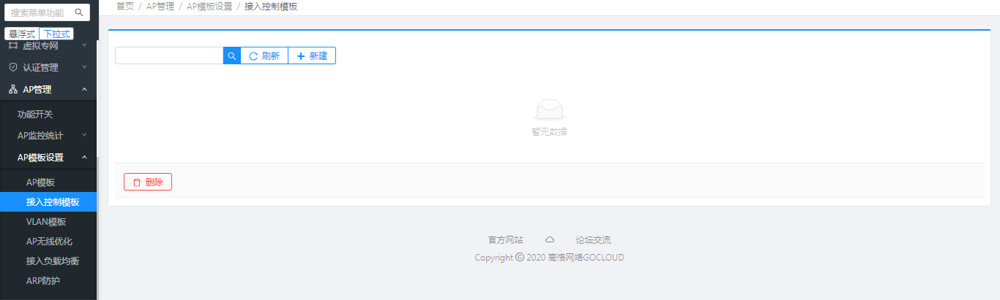 搜索菜单功能
悬浮式 下拉式
虚拟专网
认证管理
AP管理
功能开关
AP监控统计
AP模板设置
AP模板
接入控制模板
VLAN模板
AP无线优化
接入负载均衡
ARP防护
首页 / AP管理 / AP模板设置 / 接入控制模板
刷新 新建
暂无数据
删除
官方网站 论坛交流
Copyright © 2020 高恪网络GOCLOUD